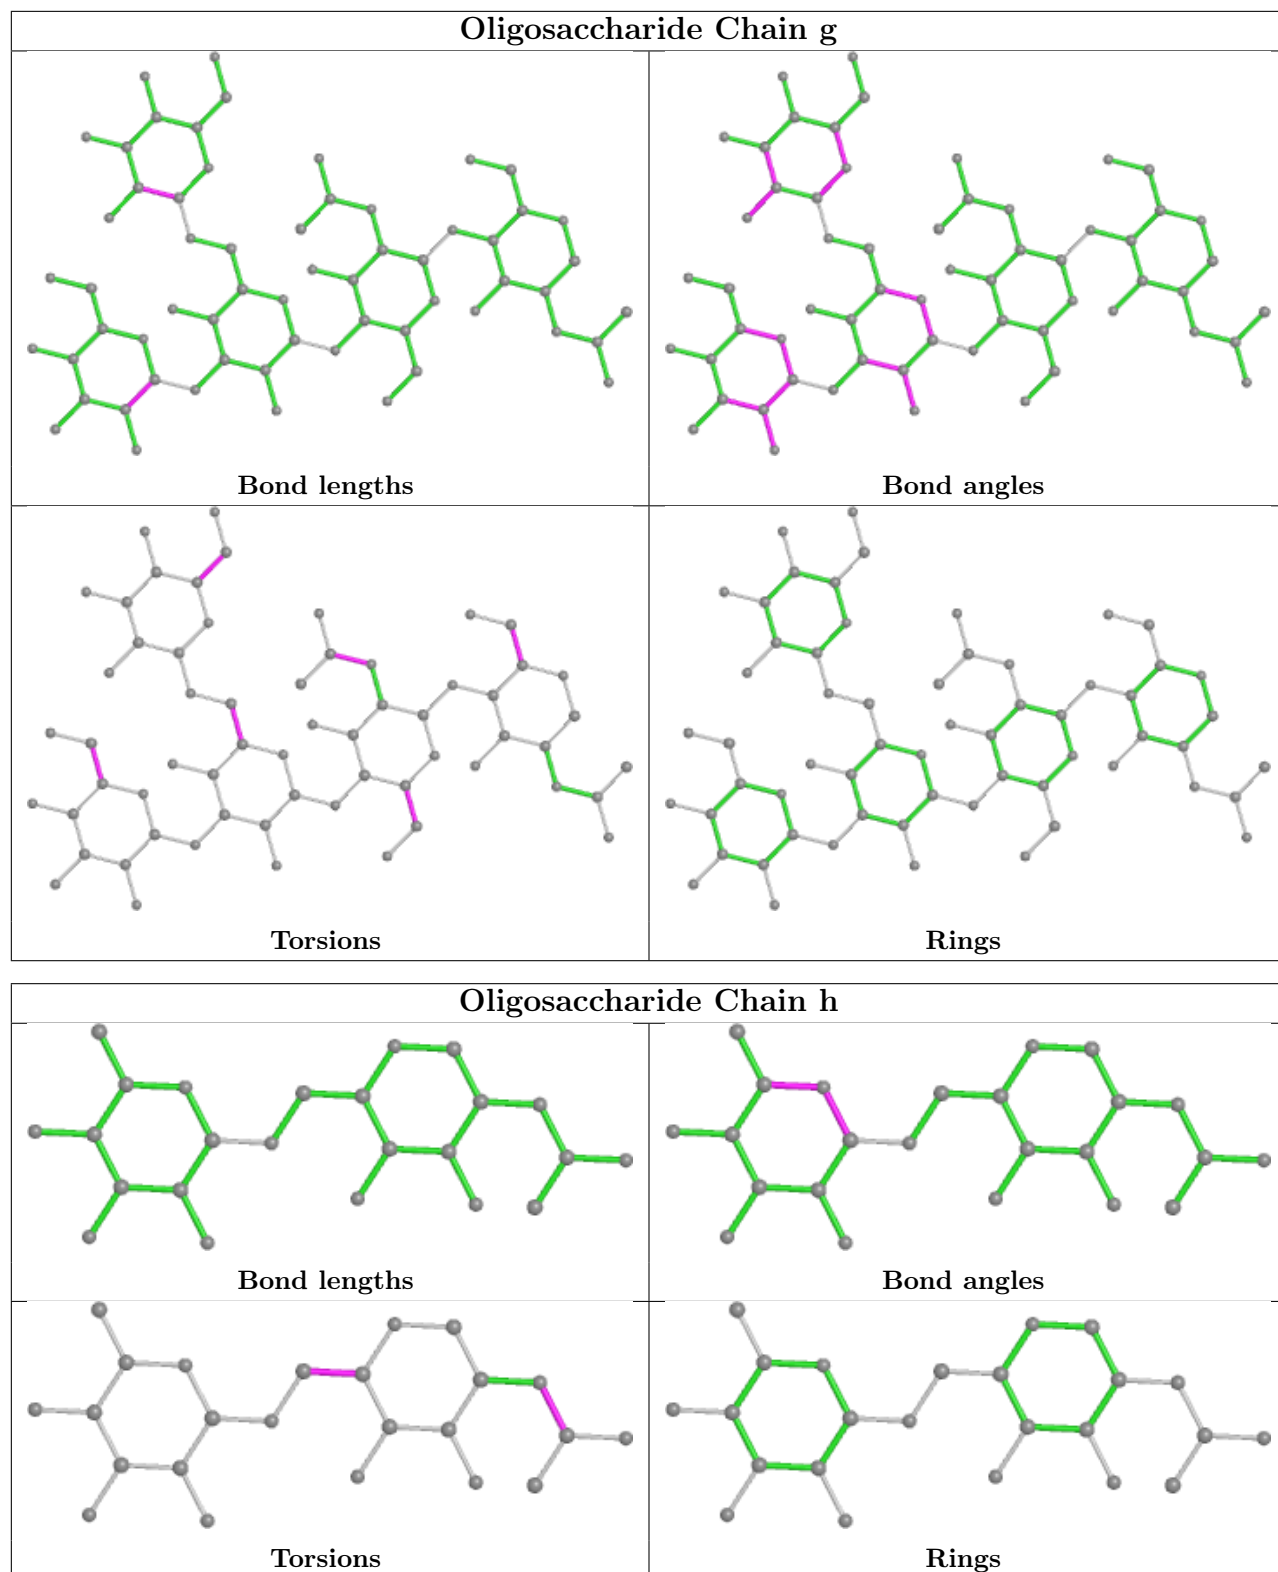 Oligosaccharide Chain g
Bond lengths
Bond angles
Torsions
Rings
Oligosaccharide Chain h
Bond lengths
Bond angles
Torsions
Rings